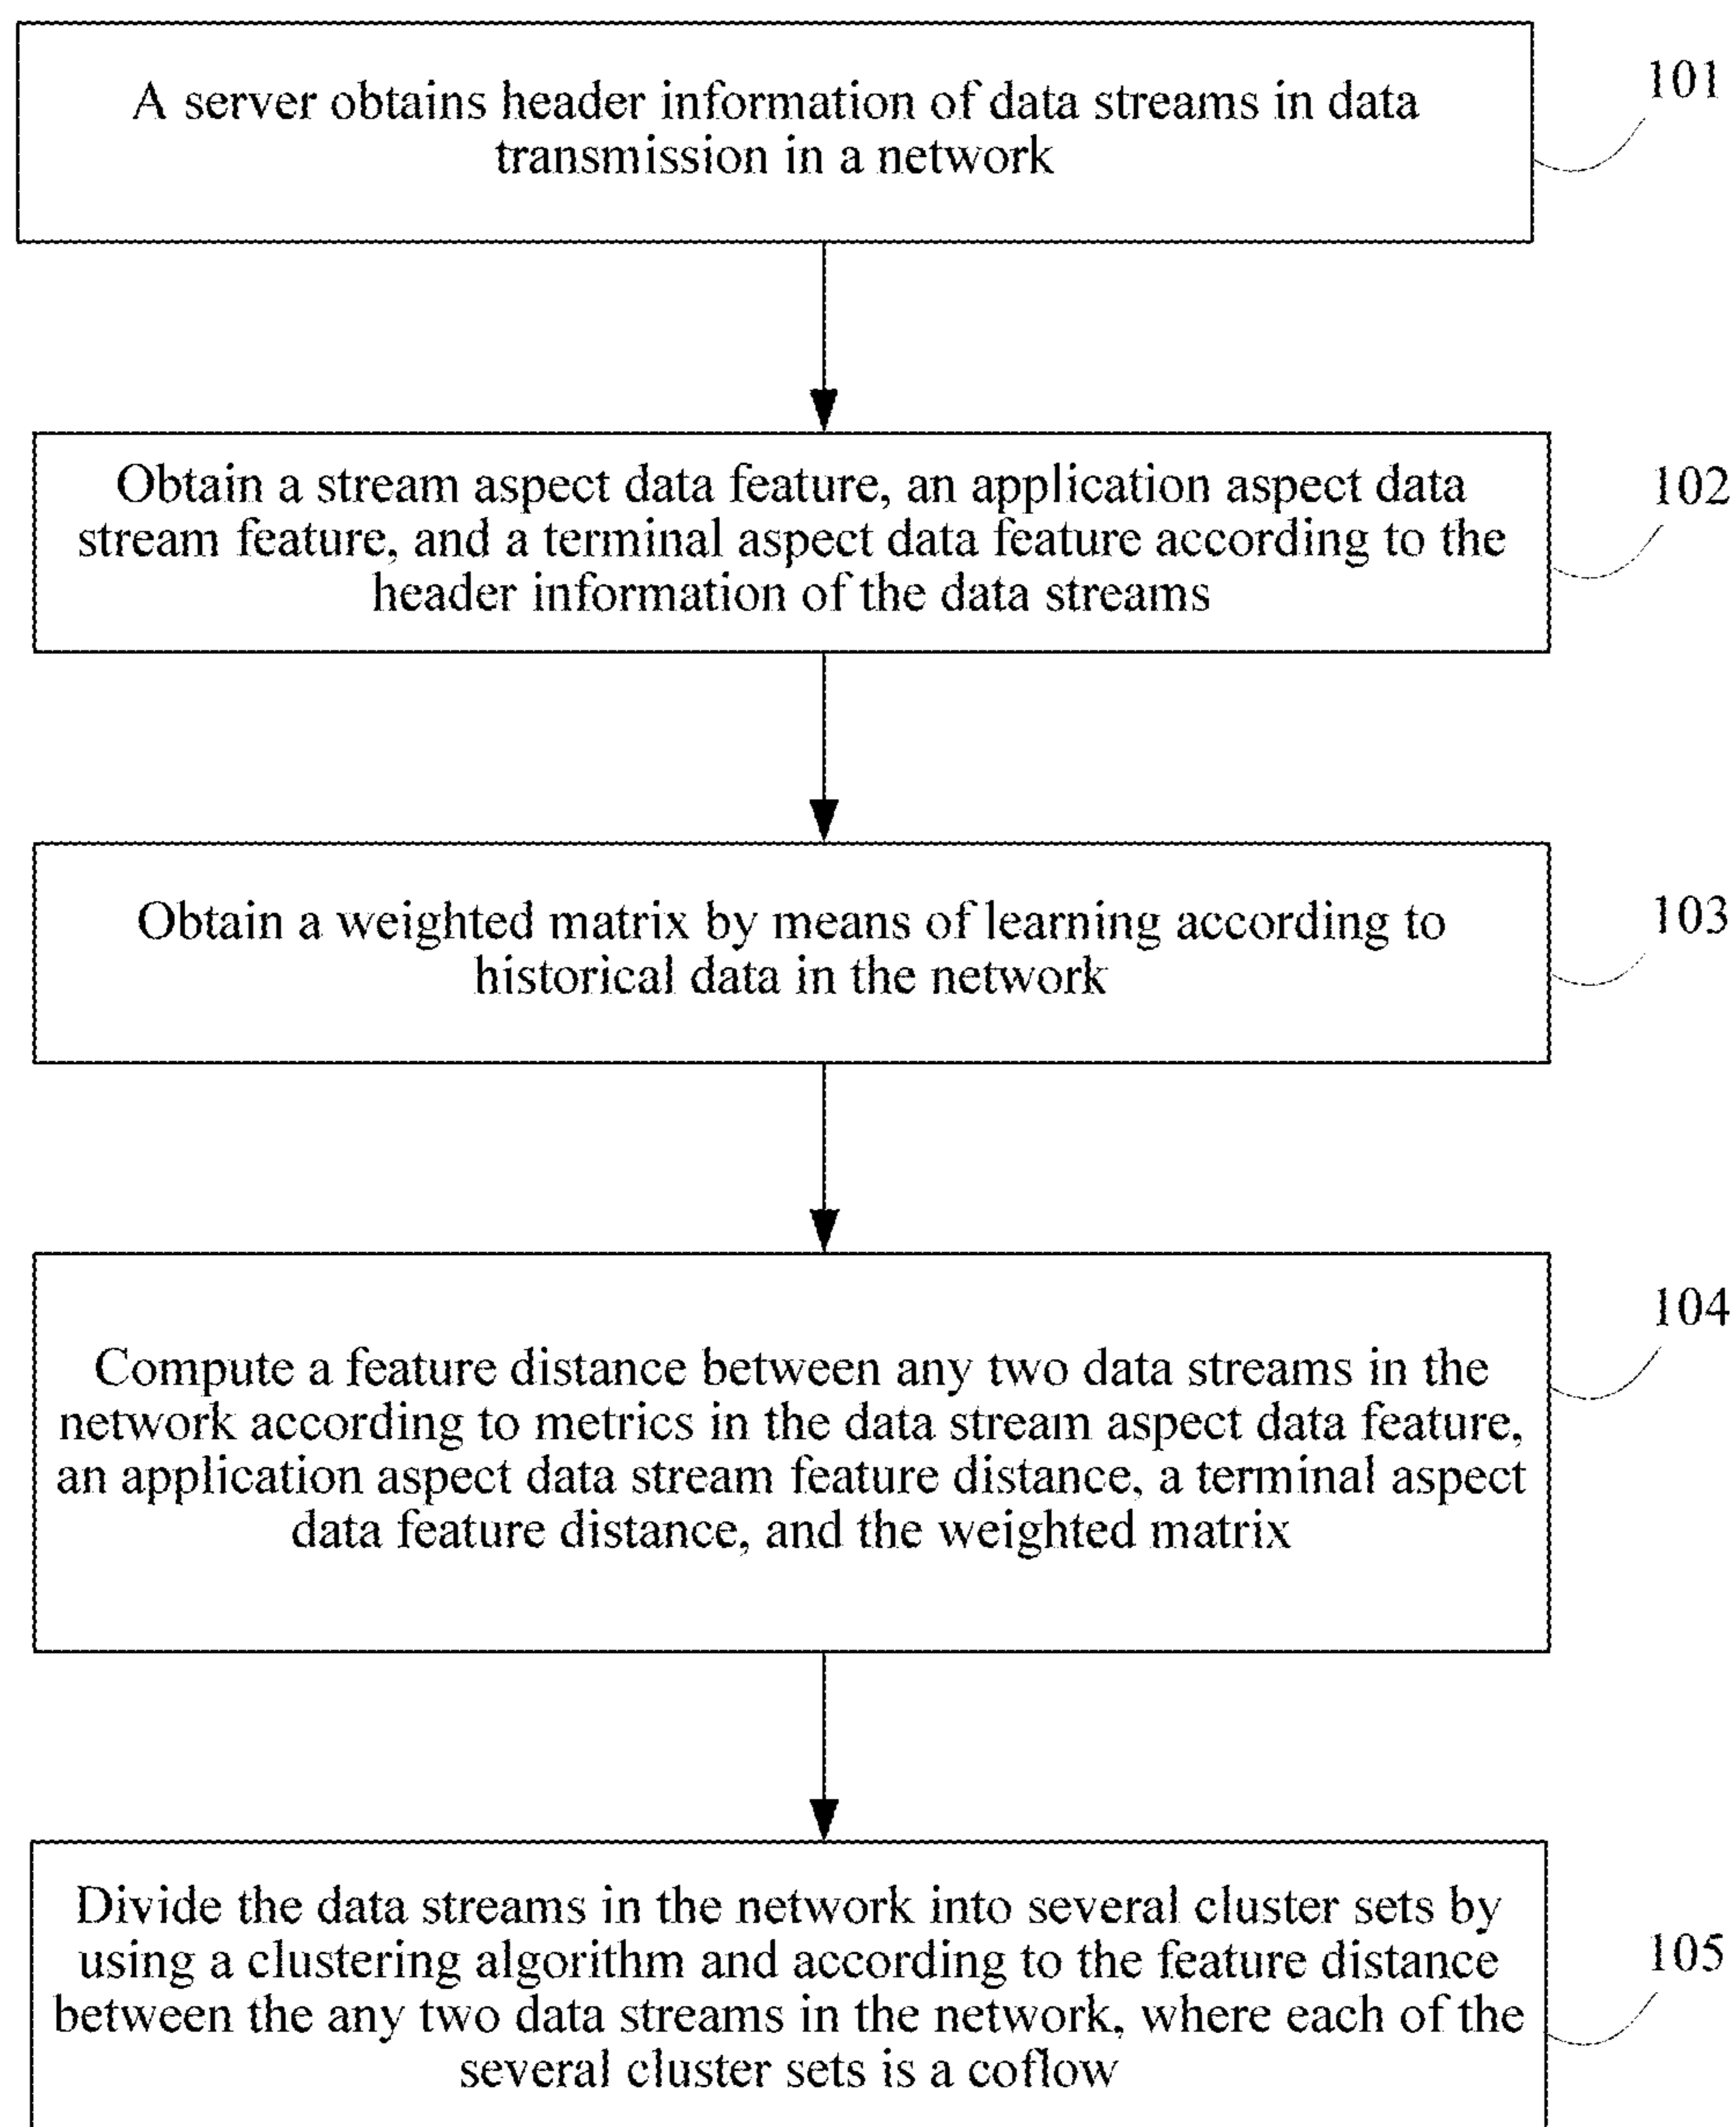 A server obtains header information of data streams in data
transmission in a network
101
Obtain a stream aspect data feature, an application aspect data
stream feature, and a terminal aspect data feature according to the
header information of the data streams
102
Obtain a weighted matrix by means of learning according to
historical data in the network
103
Compute a feature distance between any two data streams in the
network according to metrics in the data stream aspect data feature,
an application aspect data stream feature distance, a terminal aspect
data feature distance, and the weighted matrix
104
Divide the data streams in the network into several cluster sets by
using a clustering algorithm and according to the feature distance
between the any two data streams in the network, where each of the
several cluster sets is a coflow
105